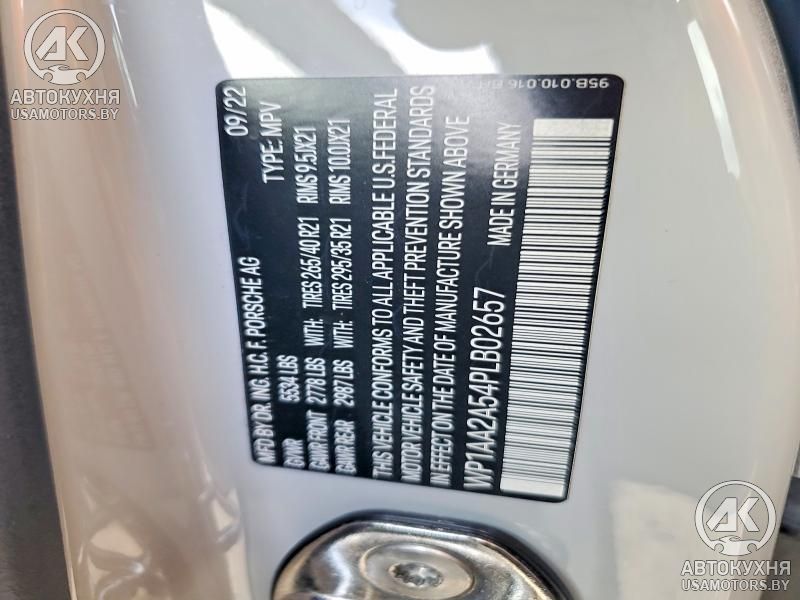 MFD BY DR. ING. H.C. F. PORSCHE AG 09/22
GVWR 5534 LBS TYPE: MPV
GAWR FRONT 2778 LBS WITH: TIRES 265/40 R21 RIMS 9.5JX21
GAWR REAR 2987 LBS WITH: TIRES 295/35 R21 RIMS 10.0JX21
THIS VEHICLE CONFORMS TO ALL APPLICABLE U.S. FEDERAL
MOTOR VEHICLE SAFETY AND THEFT PREVENTION STANDARDS
IN EFFECT ON THE DATE OF MANUFACTURE SHOWN ABOVE
WP1AA2A54PLB02657 MADE IN GERMANY
95B.010.016
AK
АВТОКУХНЯ
USAMOTORS.BY
AK
АВТОКУХНЯ
USAMOTORS.BY